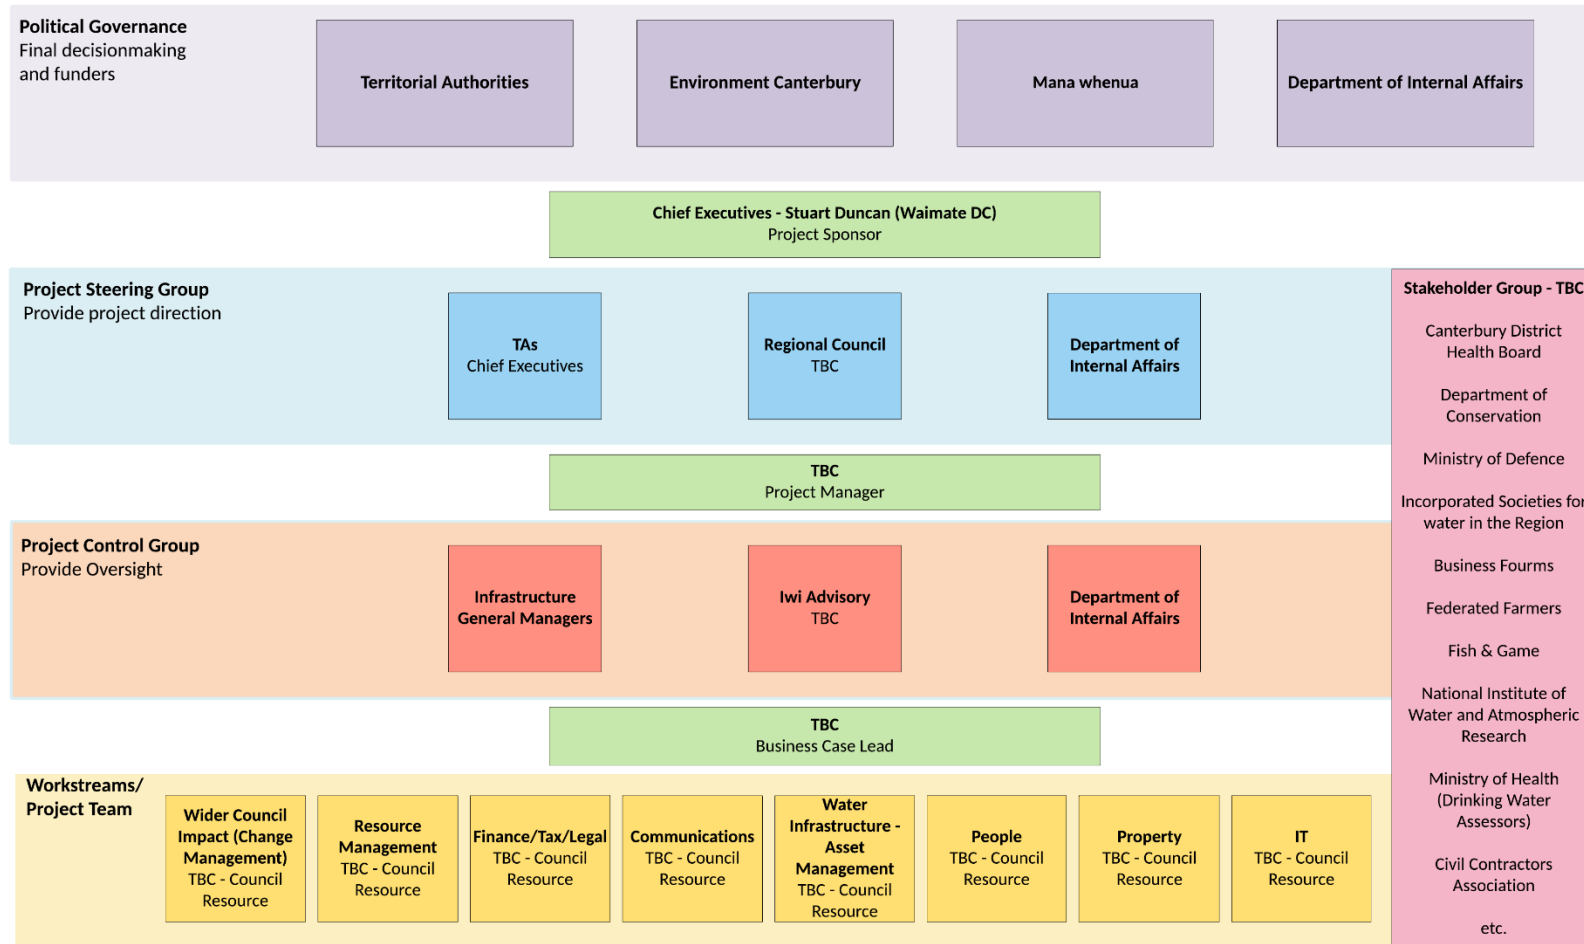 Political Governance
Final decisionmaking
and funders
Territorial Authorities
Environment Canterbury
Mana whenua
Department of Internal Affairs
Chief Executives - Stuart Duncan (Waimate DC)
Project Sponsor
Project Steering Group
Provide project direction
TAs
Chief Executives
Regional Council
TBC
Department of
Internal Affairs
TBC
Project Manager
Project Control Group
Provide Oversight
Infrastructure
General Managers
Iwi Advisory
TBC
Department of
Internal Affairs
TBC
Business Case Lead
Workstreams/
Project Team
Wider Council
Impact (Change
Management)
TBC - Council
Resource
Resource
Management
TBC - Council
Resource
Finance/Tax/Legal
TBC - Council
Resource
Communications
TBC - Council
Resource
Water
Infrastructure -
Asset
Management
TBC - Council
Resource
People
TBC - Council
Resource
Property
TBC - Council
Resource
IT
TBC - Council
Resource
Stakeholder Group - TBC
Canterbury District
Health Board
Department of
Conservation
Ministry of Defence
Incorporated Societies for
water in the Region
Business Fourms
Federated Farmers
Fish & Game
National Institute of
Water and Atmospheric
Research
Ministry of Health
(Drinking Water
Assessors)
Civil Contractors
Association
etc.